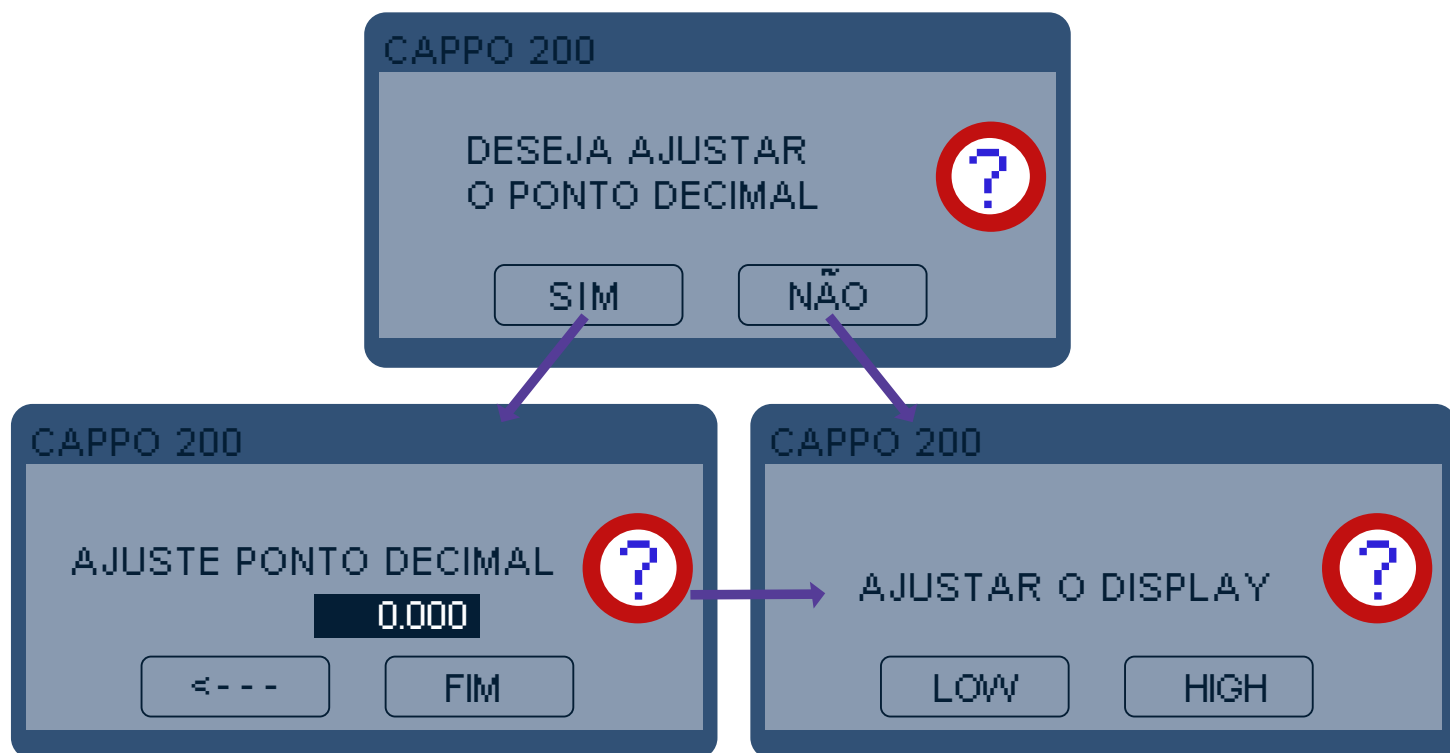 CAPPO 200
DESEJA AJUSTAR
O PONTO DECIMAL
?
SIM
NÃO
CAPPO 200
AJUSTE PONTO DECIMAL
?
0.000
<---
FIM
CAPPO 200
AJUSTAR O DISPLAY
?
LOW
HIGH